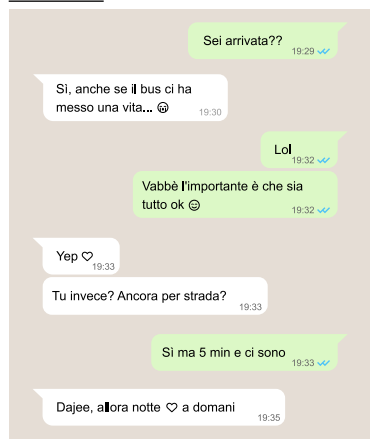 Sei arrivata??
19:29
Sì, anche se il bus ci ha
messo una vita... 😱
19:30
Lol
19:32
Vabbè l'importante è che sia
tutto ok 😊
19:32
Yep ♡
19:33
Tu invece? Ancora per strada?
19:33
Sì ma 5 min e ci sono
19:33
Dajee, allora notte ♡ a domani
19:35